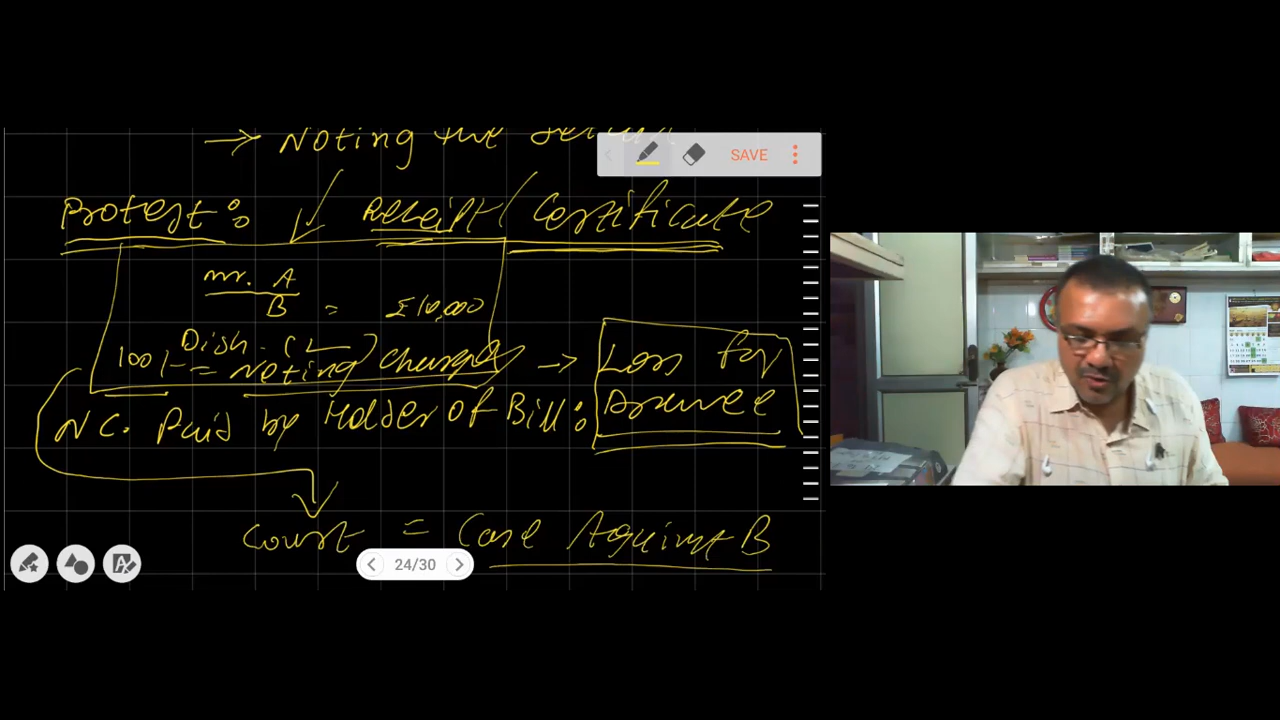 → Noting the
SAVE
Protest : Receipt / Certificate
Mr. A
B = £10,000
Dish. (L)
100/- = Noting charges → Loss for
N C. Paid by Holder of Bill : Drawee
Court = Case Against B
24/30